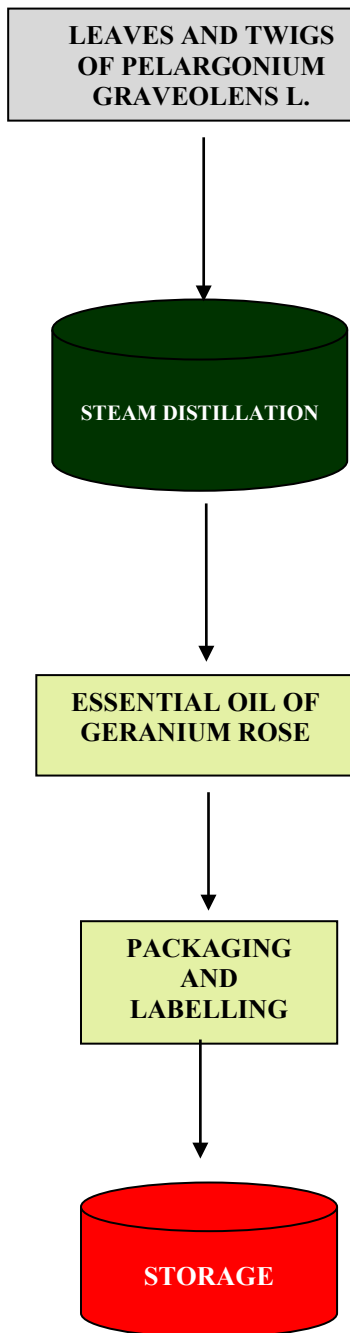 LEAVES AND TWIGS
OF PELARGONIUM
GRAVEOLENS L.
STEAM DISTILLATION
ESSENTIAL OIL OF
GERANIUM ROSE
PACKAGING
AND
LABELLING
STORAGE